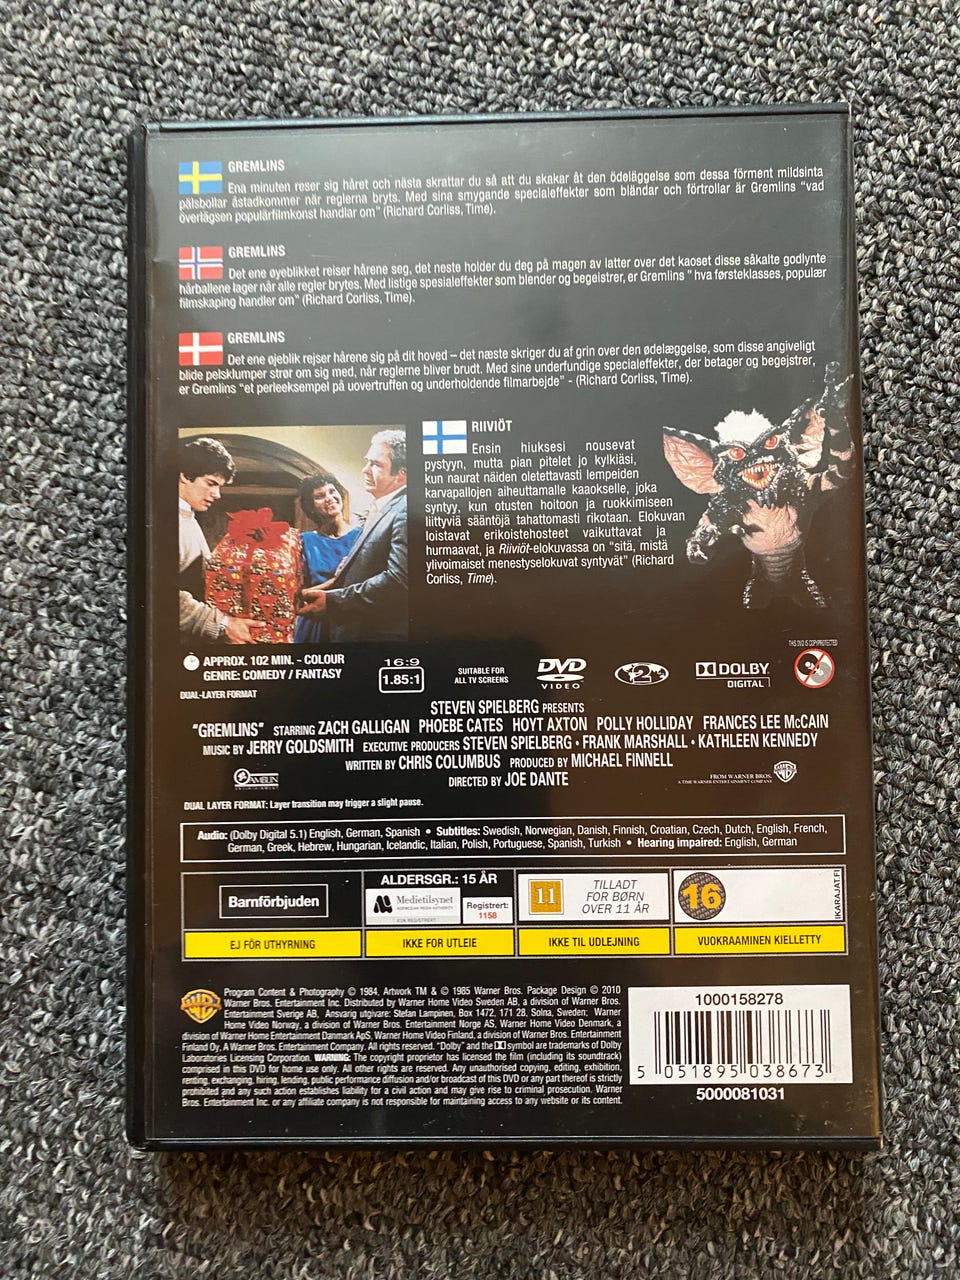 GREMLINS
Ena minuten reser sig håret och nästa skrattar du så att du skakar åt den ödeläggelse som dessa förment mildsinta
pälsbollar åstadkommer när reglerna bryts. Med sina smygande specialeffekter som bländar och förtrollar är Gremlins "vad
överlägsen populärfilmkonst handlar om" (Richard Corliss, Time).
GREMLINS
Det ene øyeblikket reiser hårene seg, det neste holder du deg på magen av latter over det kaoset disse såkalte godlynte
hårballene lager når alle regler brytes. Med listige spesialeffekter som blender og begeistrer, er Gremlins " hva førsteklasses, populær
filmskaping handler om" (Richard Corliss, Time).
GREMLINS
Det ene øjeblik rejser hårene sig på dit hoved – det næste skriger du af grin over den ødelæggelse, som disse angiveligt
blide pelsklumper strør om sig med, når reglerne bliver brudt. Med sine underfundige specialeffekter, der betager og begejstrer,
er Gremlins "et perleeksempel på uovertruffen og underholdende filmarbejde" - (Richard Corliss, Time).
RIIVIÖT
Ensin hiuksesi nousevat
pystyyn, mutta pian pitelet jo kylkiäsi,
kun naurat näiden oletettavasti lempeiden
karvapallojen aiheuttamalle kaaokselle, joka
syntyy, kun otusten hoitoon ja ruokkimiseen
liittyviä sääntöjä tahattomasti rikotaan. Elokuvan
loistavat erikoistehosteet vaikuttavat ja
hurmaavat, ja Riiviöt-elokuvassa on "sitä, mistä
ylivoimaiset menestyselokuvat syntyvät" (Richard
Corliss, Time).
THIS DVD IS COPY PROTECTED
APPROX. 102 MIN. - COLOUR
GENRE: COMEDY / FANTASY
DUAL-LAYER FORMAT
16:9
1.85:1
SUITABLE FOR
ALL TV SCREENS
DVD
VIDEO
2
DOLBY
DIGITAL
STEVEN SPIELBERG PRESENTS
"GREMLINS" STARRING ZACH GALLIGAN PHOEBE CATES HOYT AXTON POLLY HOLLIDAY FRANCES LEE McCAIN
MUSIC BY JERRY GOLDSMITH EXECUTIVE PRODUCERS STEVEN SPIELBERG • FRANK MARSHALL • KATHLEEN KENNEDY
WRITTEN BY CHRIS COLUMBUS PRODUCED BY MICHAEL FINNELL
DIRECTED BY JOE DANTE
AMBLIN
ENTERTAINMENT
FROM WARNER BROS.
A TIME WARNER ENTERTAINMENT COMPANY
DUAL LAYER FORMAT: Layer transition may trigger a slight pause.
Audio: (Dolby Digital 5.1) English, German, Spanish • Subtitles: Swedish, Norwegian, Danish, Finnish, Croatian, Czech, Dutch, English, French,
German, Greek, Hebrew, Hungarian, Icelandic, Italian, Polish, Portuguese, Spanish, Turkish • Hearing impaired: English, German
Barnförbjuden
EJ FÖR UTHYRNING
ALDERSGR.: 15 ÅR
Medietilsynet
NORWEGIAN MEDIA AUTHORITY
KUN REGISTRERT
Registrert:
1158
IKKE FOR UTLEIE
11
TILLADT
FOR BØRN
OVER 11 ÅR
IKKE TIL UDLEJNING
16
IKARAJAT.FI
VUOKRAAMINEN KIELLETTY
Program Content & Photography © 1984, Artwork TM & © 1985 Warner Bros. Package Design © 2010
Warner Bros. Entertainment Inc. Distributed by Warner Home Video Sweden AB, a division of Warner Bros.
Entertainment Sverige AB, Ansvarig utgivare: Stefan Lampinen, Box 1472, 171 28, Solna, Sweden; Warner
Home Video Norway, a division of Warner Bros. Entertainment Norge AS, Warner Home Video Denmark, a
division of Warner Home Entertainment Danmark ApS, Warner Home Video Finland, a division of Warner Bros. Entertainment
Finland Oy, A Warner Bros. Entertainment Company. All rights reserved. "Dolby" and the symbol are trademarks of Dolby
Laboratories Licensing Corporation. WARNING: The copyright proprietor has licensed the film (including its soundtrack)
comprised in this DVD for home use only. All other rights are reserved. Any unauthorised copying, editing, exhibition,
renting, exchanging, hiring, lending, public performance diffusion and/or broadcast of this DVD or any part thereof is strictly
prohibited and any such action establishes liability for a civil action and may give rise to criminal prosecution. Warner
Bros. Entertainment Inc. or any affiliate company is not responsible for maintaining access to any website or its content.
1000158278
5 051895 038673
5000081031